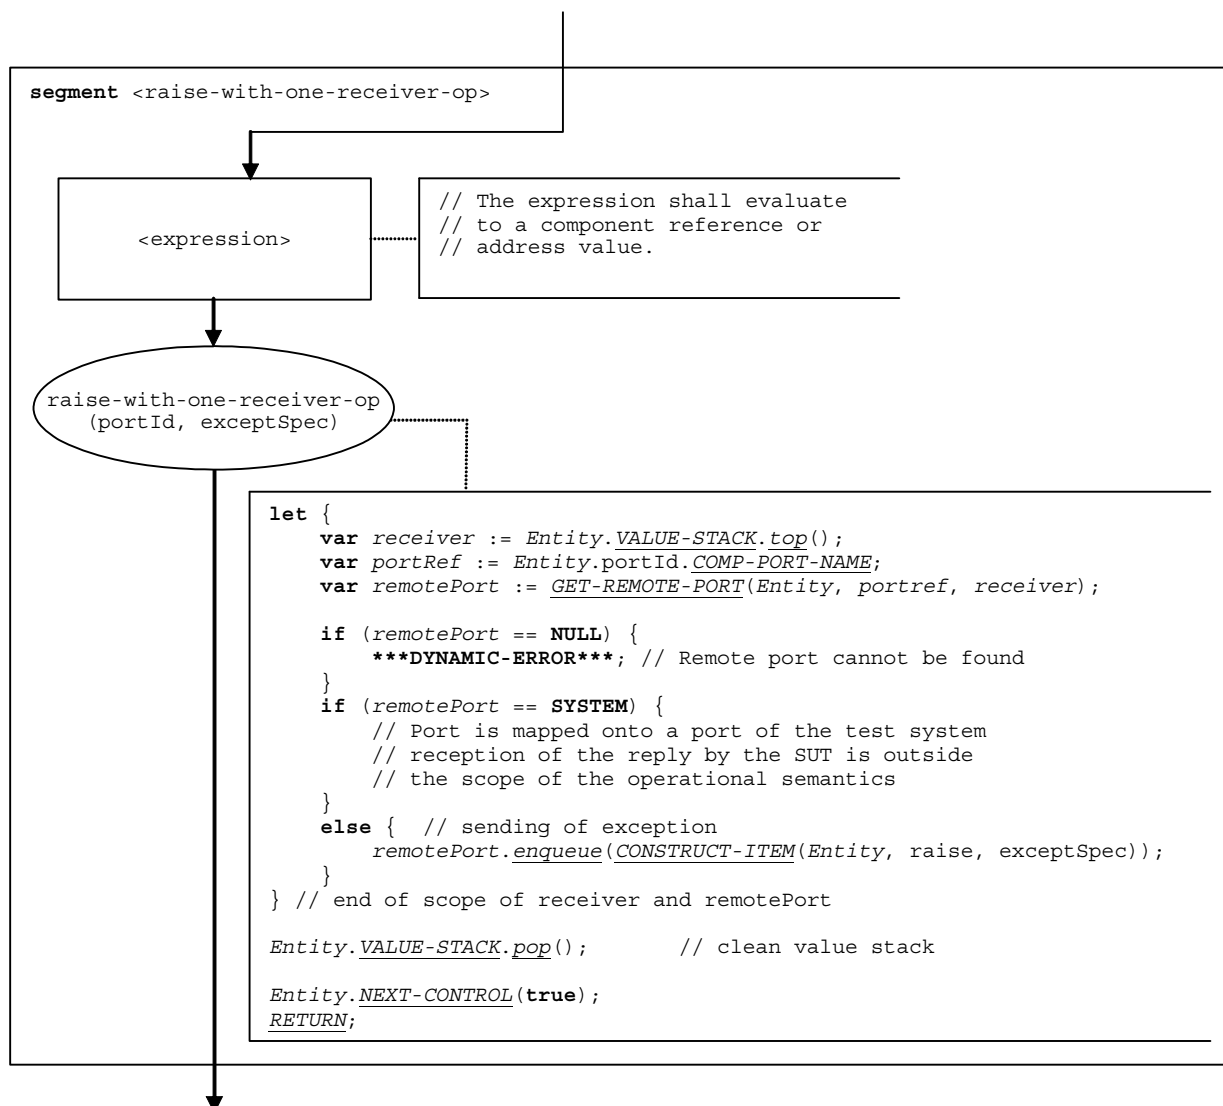 segment <raise-with-one-receiver-op>
<expression>
// The expression shall evaluate
// to a component reference or
// address value.
raise-with-one-receiver-op
(portId, exceptSpec)
let {
var receiver := Entity.VALUE-STACK.top();
var portRef := Entity.portId.COMP-PORT-NAME;
var remotePort := GET-REMOTE-PORT(Entity, portref, receiver);
if (remotePort == NULL) {
***DYNAMIC-ERROR***; // Remote port cannot be found
}
if (remotePort == SYSTEM) {
// Port is mapped onto a port of the test system
// reception of the reply by the SUT is outside
// the scope of the operational semantics
}
else { // sending of exception
remotePort.enqueue(CONSTRUCT-ITEM(Entity, raise, exceptSpec));
}
} // end of scope of receiver and remotePort
Entity.VALUE-STACK.pop(); // clean value stack
Entity.NEXT-CONTROL(true);
RETURN;